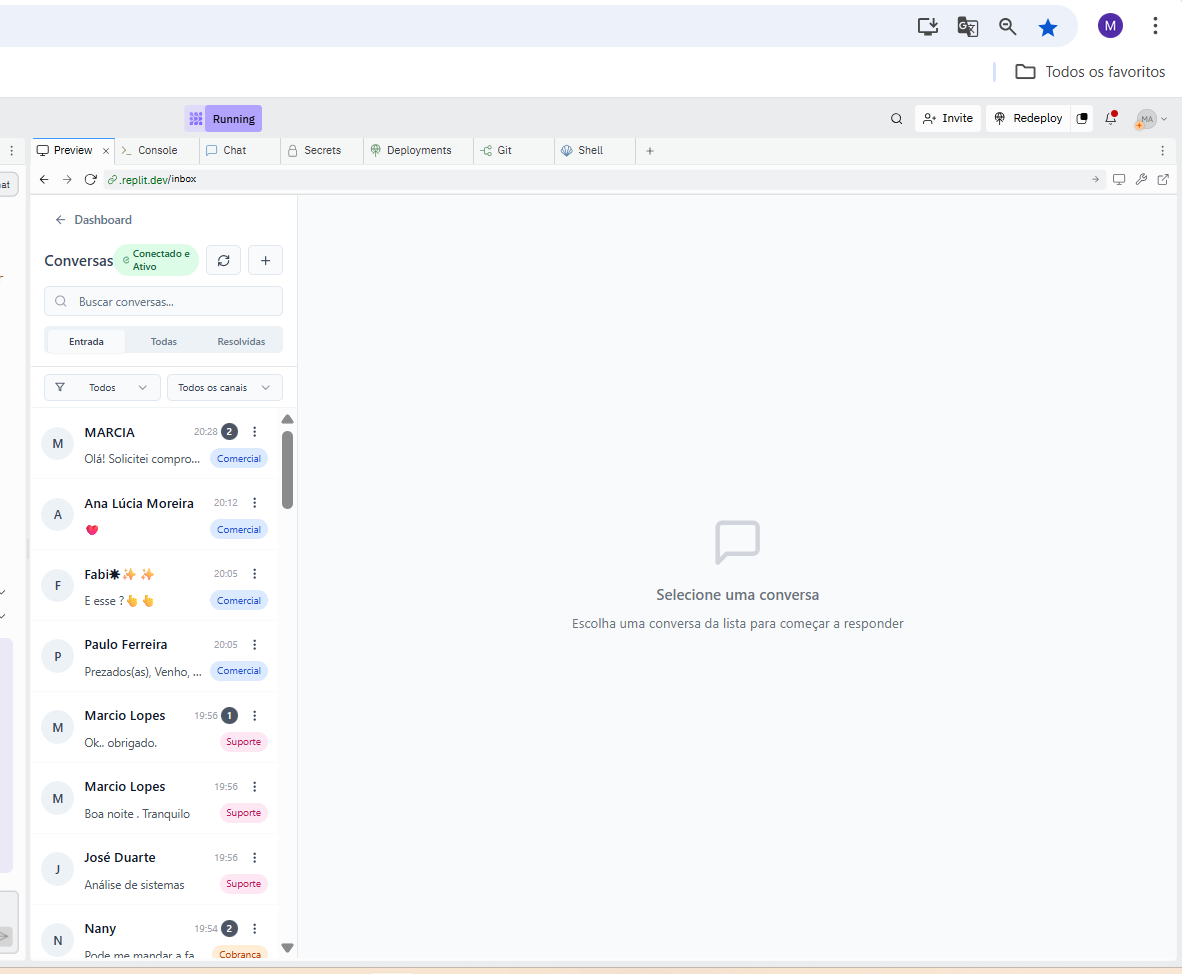 M
Todos os favoritos
Running
Invite
Redeploy
MA
Preview
Console
Chat
Secrets
Deployments
Git
Shell
at
.replit.dev/inbox
Dashboard
Conversas
Conectado e
Ativo
Buscar conversas...
Entrada
Todas
Resolvidas
Todos
Todos os canais
M
MARCIA
20:28
2
Olá! Solicitei compro...
Comercial
A
Ana Lúcia Moreira
20:12
💗
Comercial
F
Fabi✷✨ ✨
20:05
E esse ?👆👆
Comercial
P
Paulo Ferreira
20:05
Prezados(as), Venho, ...
Comercial
M
Marcio Lopes
19:56
1
Ok.. obrigado.
Suporte
M
Marcio Lopes
19:56
Boa noite . Tranquilo
Suporte
J
José Duarte
19:56
Análise de sistemas
Suporte
N
Nany
19:54
2
Pode me mandar a fa
Cobrança
Selecione uma conversa
Escolha uma conversa da lista para começar a responder